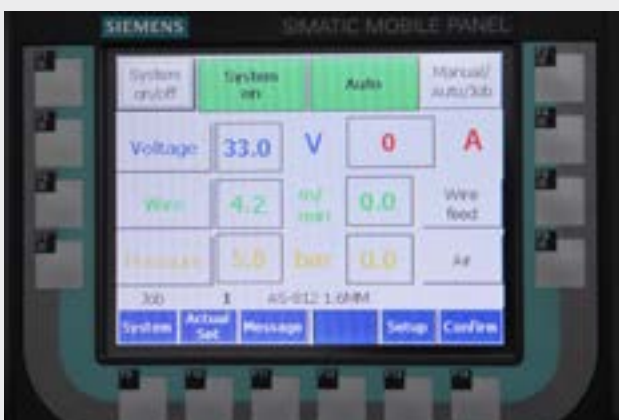 SIEMENS SIMATIC MOBILE PANEL
System on/off System on Auto Manual/ Auto/Job
Voltage 33.0 V 0 A
Wire 4.2 m/ min 0.0 Wire feed
Pressure 5.8 bar 0.0 Air
Job 1 AS-812 1.6MM
System Actual Set Message Setup Confirm